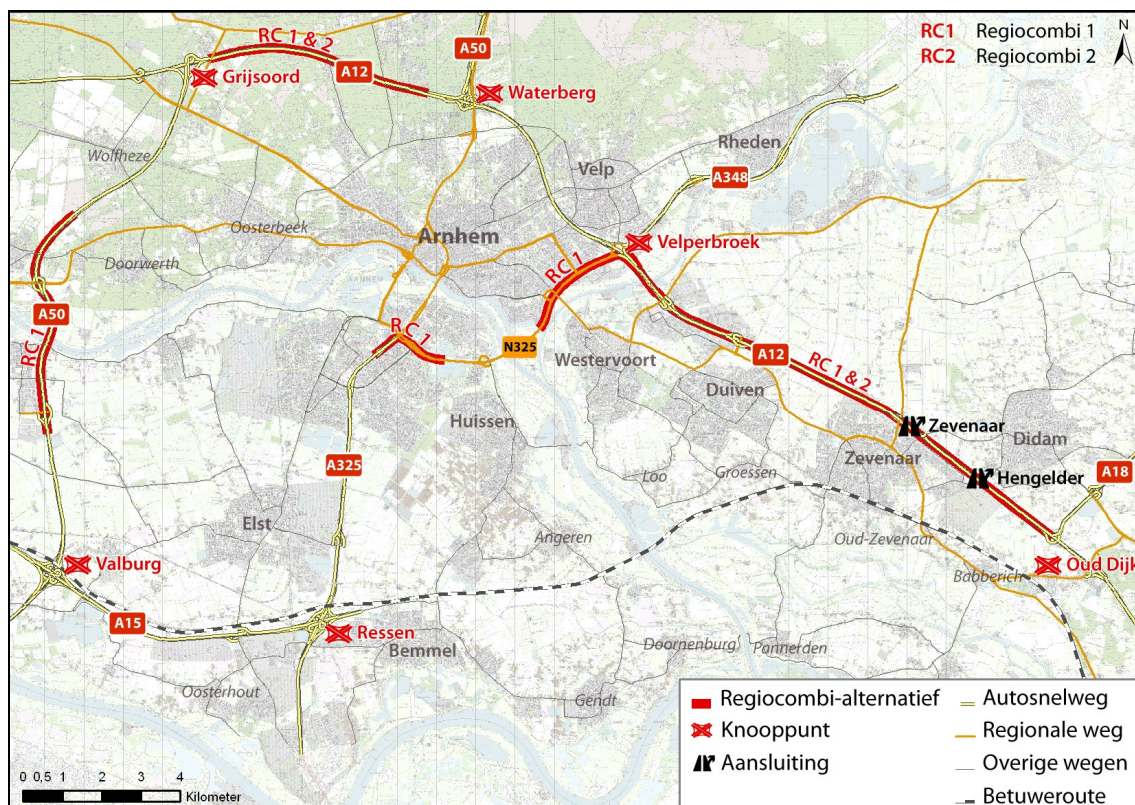 RC 1 & 2
A50
RC1 Regiocombi 1
RC2 Regiocombi 2
N
A12
Grijsoord
Waterberg
Wolfheze
Velp
Rheden
A348
Oosterbeek
Arnhem
Velperbroek
Doorwerth
ARNHEM
RC 1
A50
RC 1
RC 1
N325
Westervoort
A12
RC 1 & 2
Duiven
Huissen
Zevenaar
Didam
Zevenaar
A325
Loo
Groessen
Hengelder
A18
Elst
Angeren
Oud-Zevenaar
Valburg
Babberich
Oud Dijk
A15
Ressen
Bemmel
Doornenburg
Pannerden
Oosterhout
Gendt
Regiocombi-alternatief
Knooppunt
Aansluiting
Autosnelweg
Regionale weg
Overige wegen
Betuweroute
0 0,5 1 2 3 4
Kilometer